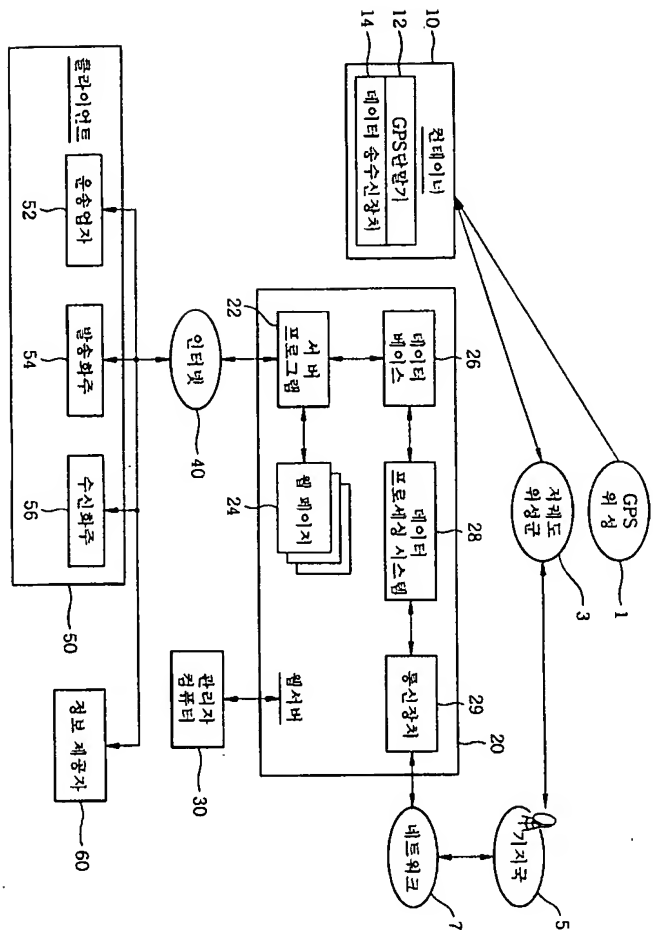 10
컨테이너
12
GPS단말기
14
데이터 송수신장치
GPS
위성
1
저궤도
위성군
3
기지국
5
네트워크
7
20
웹서버
22
서버
프로그램
24
웹 페이지
26
데이터
베이스
28
데이터
프로세싱 시스템
29
통신장치
관리자
컴퓨터
30
인터넷
40
클라이언트
운송업자
52
발송화주
54
수신화주
56
50
정보 제공자
60